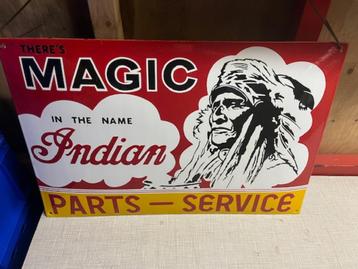 THERE'S
MAGIC
IN THE NAME
Indian
PARTS — SERVICE